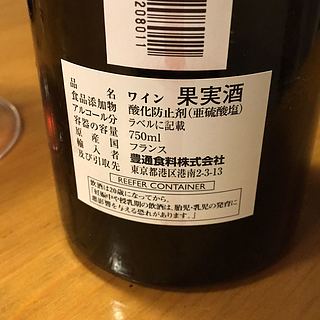 208011
品名 ワイン 果実酒
食品添加物 酸化防止剤(亜硫酸塩)
アルコール分 ラベルに記載
容器の容量 750ml
原産国 フランス
輸入者 豊通食料株式会社
及び引取先 東京都港区港南2-3-13
REEFER CONTAINER
飲酒は20歳になってから。
「妊娠中や授乳期の飲酒は、胎児・乳児の発育に
悪影響を与える恐れがあります。」